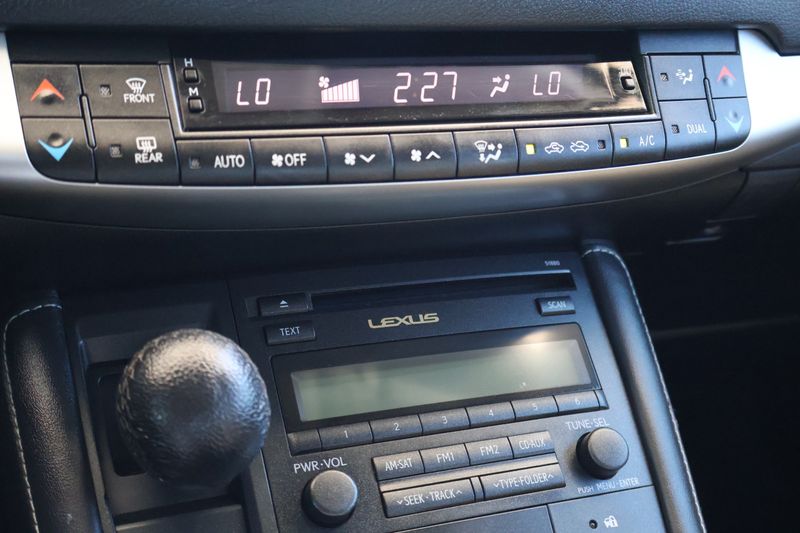 H
M
LO 2:27 LO
FRONT
REAR
AUTO
OFF
A/C
DUAL
51880
SCAN
TEXT
LEXUS
1 2 3 4 5 6
PWR·VOL
TUNE·SEL
AM·SAT FM1 FM2 CD·AUX
SEEK·TRACK
TYPE·FOLDER
PUSH MENU·ENTER